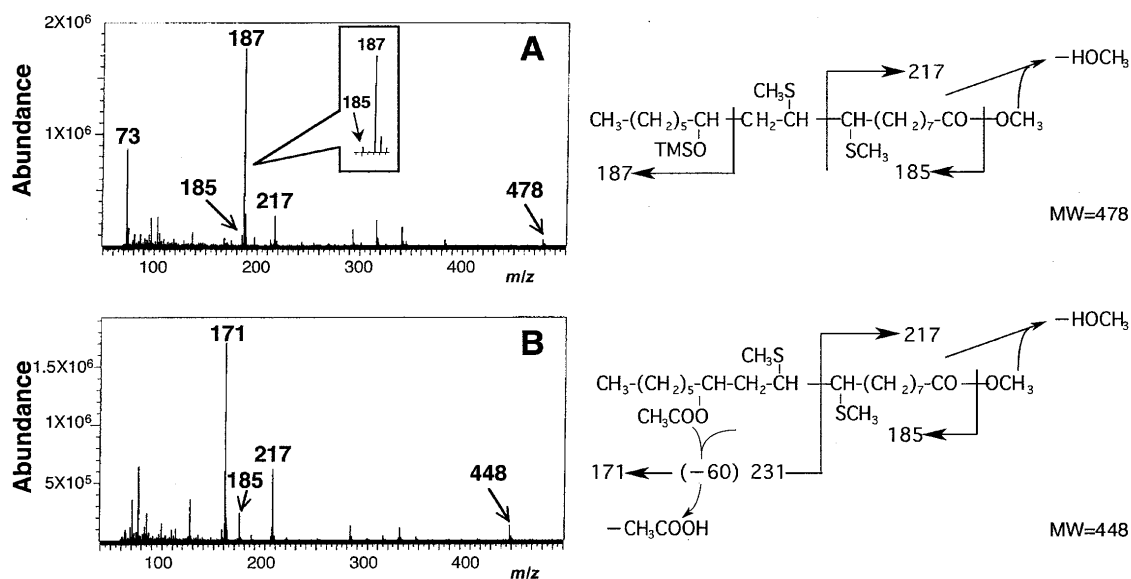 A
Abundance
2X10⁶
1X10⁶
73
187
187
185
185
217
478
100 200 300 400
m/z
217
−HOCH₃
CH₃S
CH₃-(CH₂)₅-CH CH₂-CH CH-(CH₂)₇-CO OCH₃
TMSO
SCH₃
187
185
MW=478
B
Abundance
1.5X10⁶
1X10⁶
5X10⁵
171
185
217
448
100 200 300 400
m/z
217
−HOCH₃
CH₃S
CH₃-(CH₂)₅-CH-CH₂-CH CH-(CH₂)₇-CO OCH₃
CH₃COO
SCH₃
185
171 (−60) 231
−CH₃COOH
MW=448